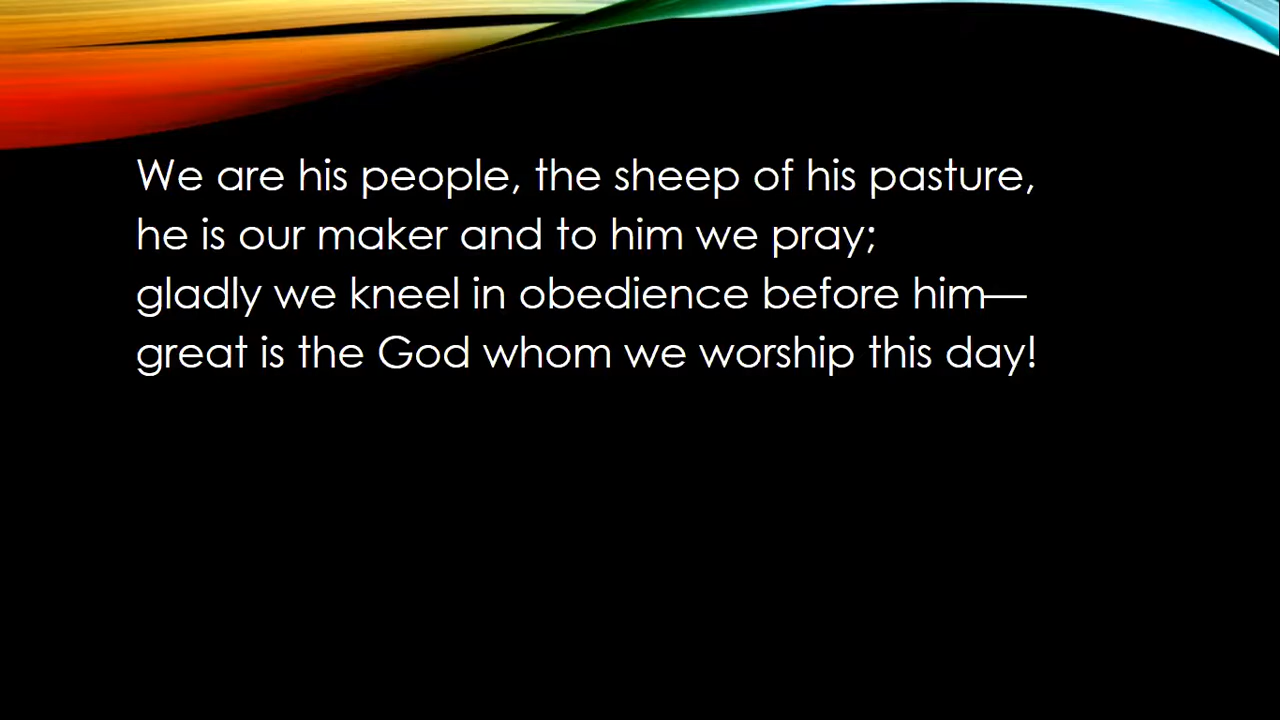 We are his people, the sheep of his pasture,
he is our maker and to him we pray;
gladly we kneel in obedience before him—
great is the God whom we worship this day!